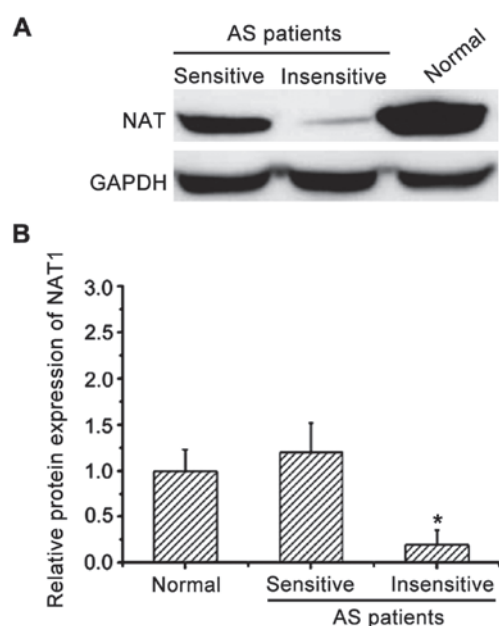 A
AS patients
Sensitive Insensitive Normal
NAT
GAPDH
B
Relative protein expression of NAT1
3.0
2.5
2.0
1.5
1.0
0.5
0.0
*
Normal Sensitive Insensitive
AS patients